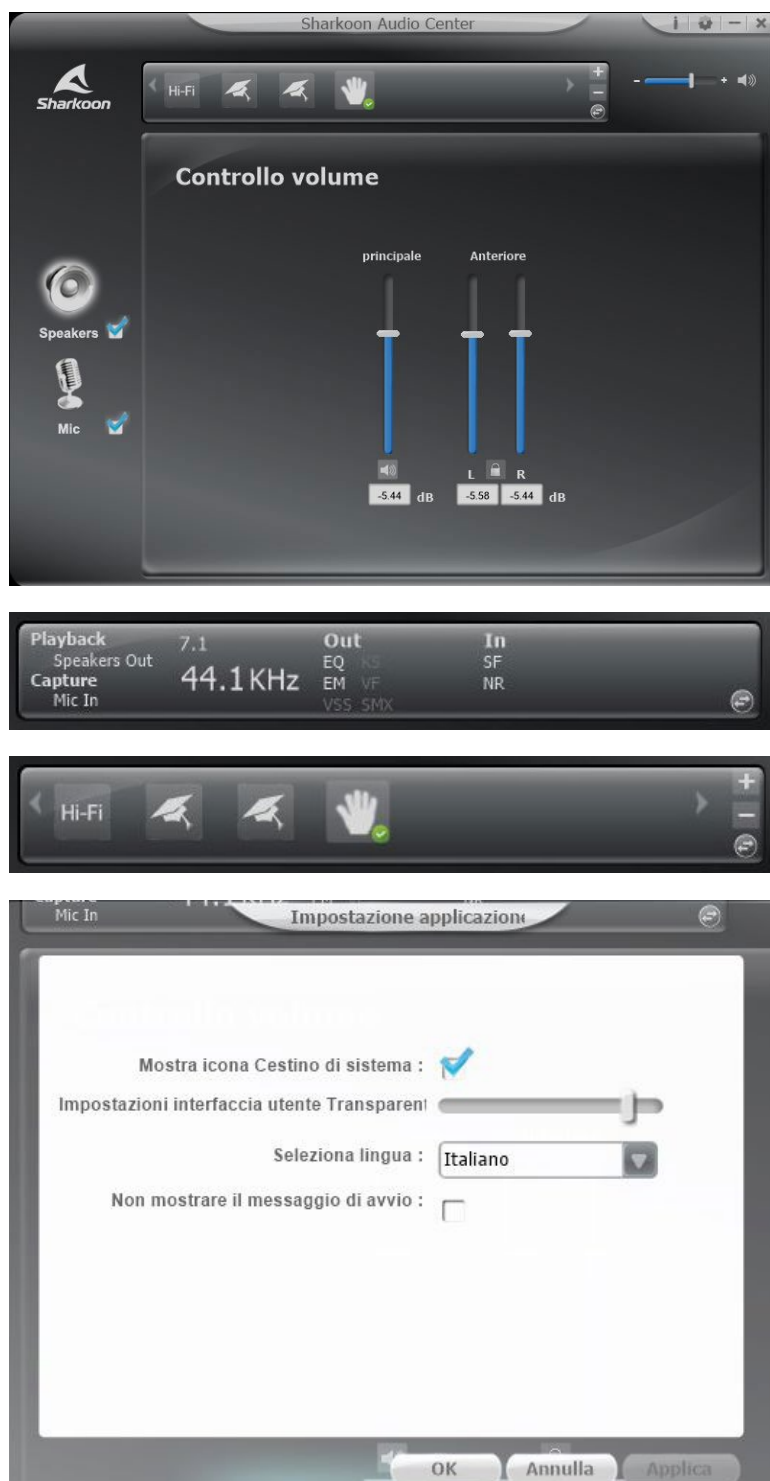 Sharkoon Audio Center
i
Sharkoon
Hi-Fi
Controllo volume
principale Anteriore
Speakers
Mic
L R
-5.44 dB -5.58 -5.44 dB
Playback 7.1 Out In
Speakers Out EQ KS SF
Capture 44.1KHz EM VF NR
Mic In VSS SMX
Hi-Fi
Mic In
Impostazione applicazione
Mostra icona Cestino di sistema :
Impostazioni interfaccia utente Transparent
Seleziona lingua : Italiano
Non mostrare il messaggio di avvio :
OK Annulla Applica